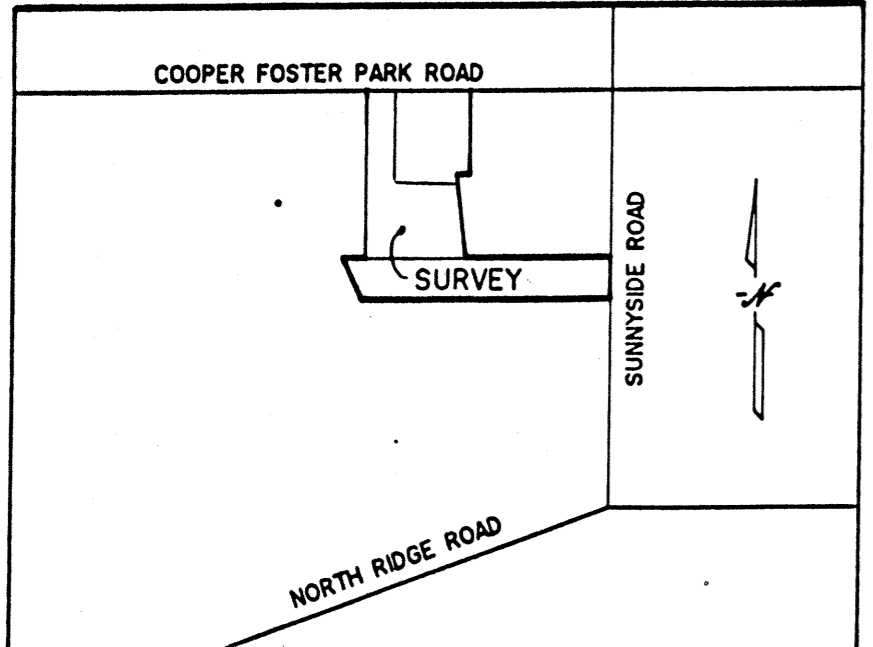 COOPER FOSTER PARK ROAD
SURVEY
SUNNYSIDE ROAD
N
NORTH RIDGE ROAD